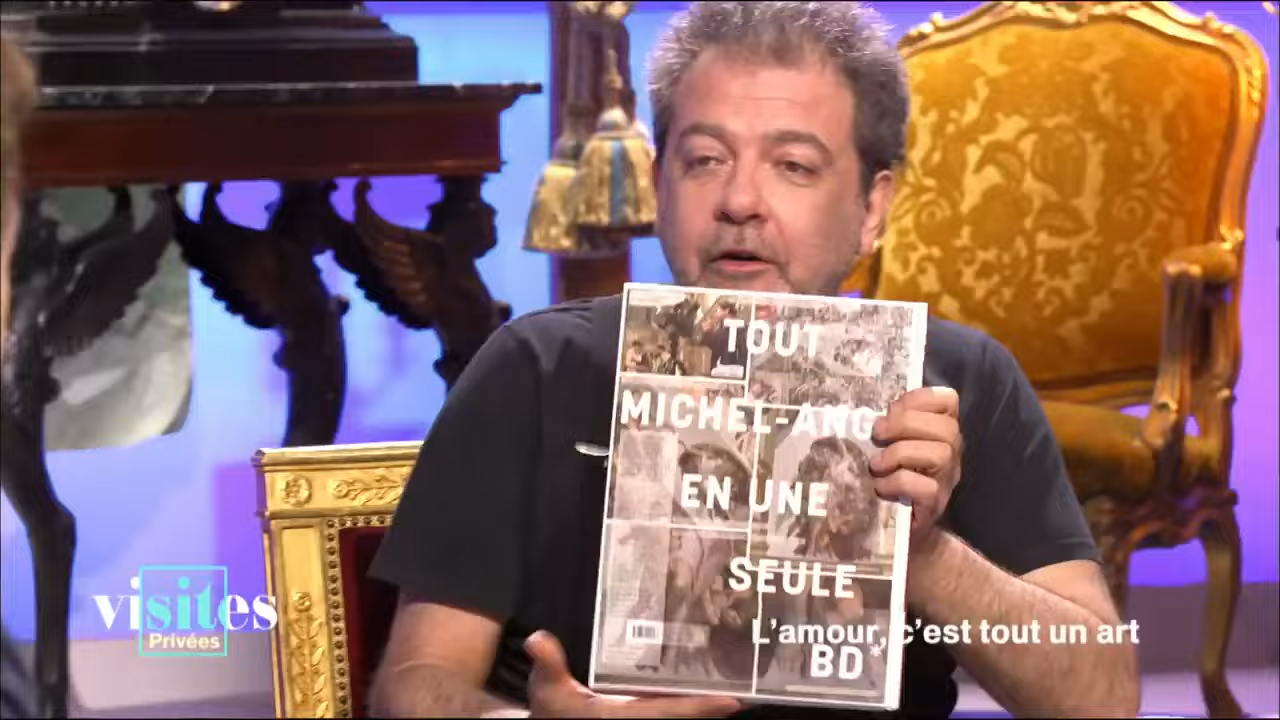 TOUT
MICHEL-ANG
EN UNE
SEULE
BD*
visites
Privées
L'amour, c'est tout un art